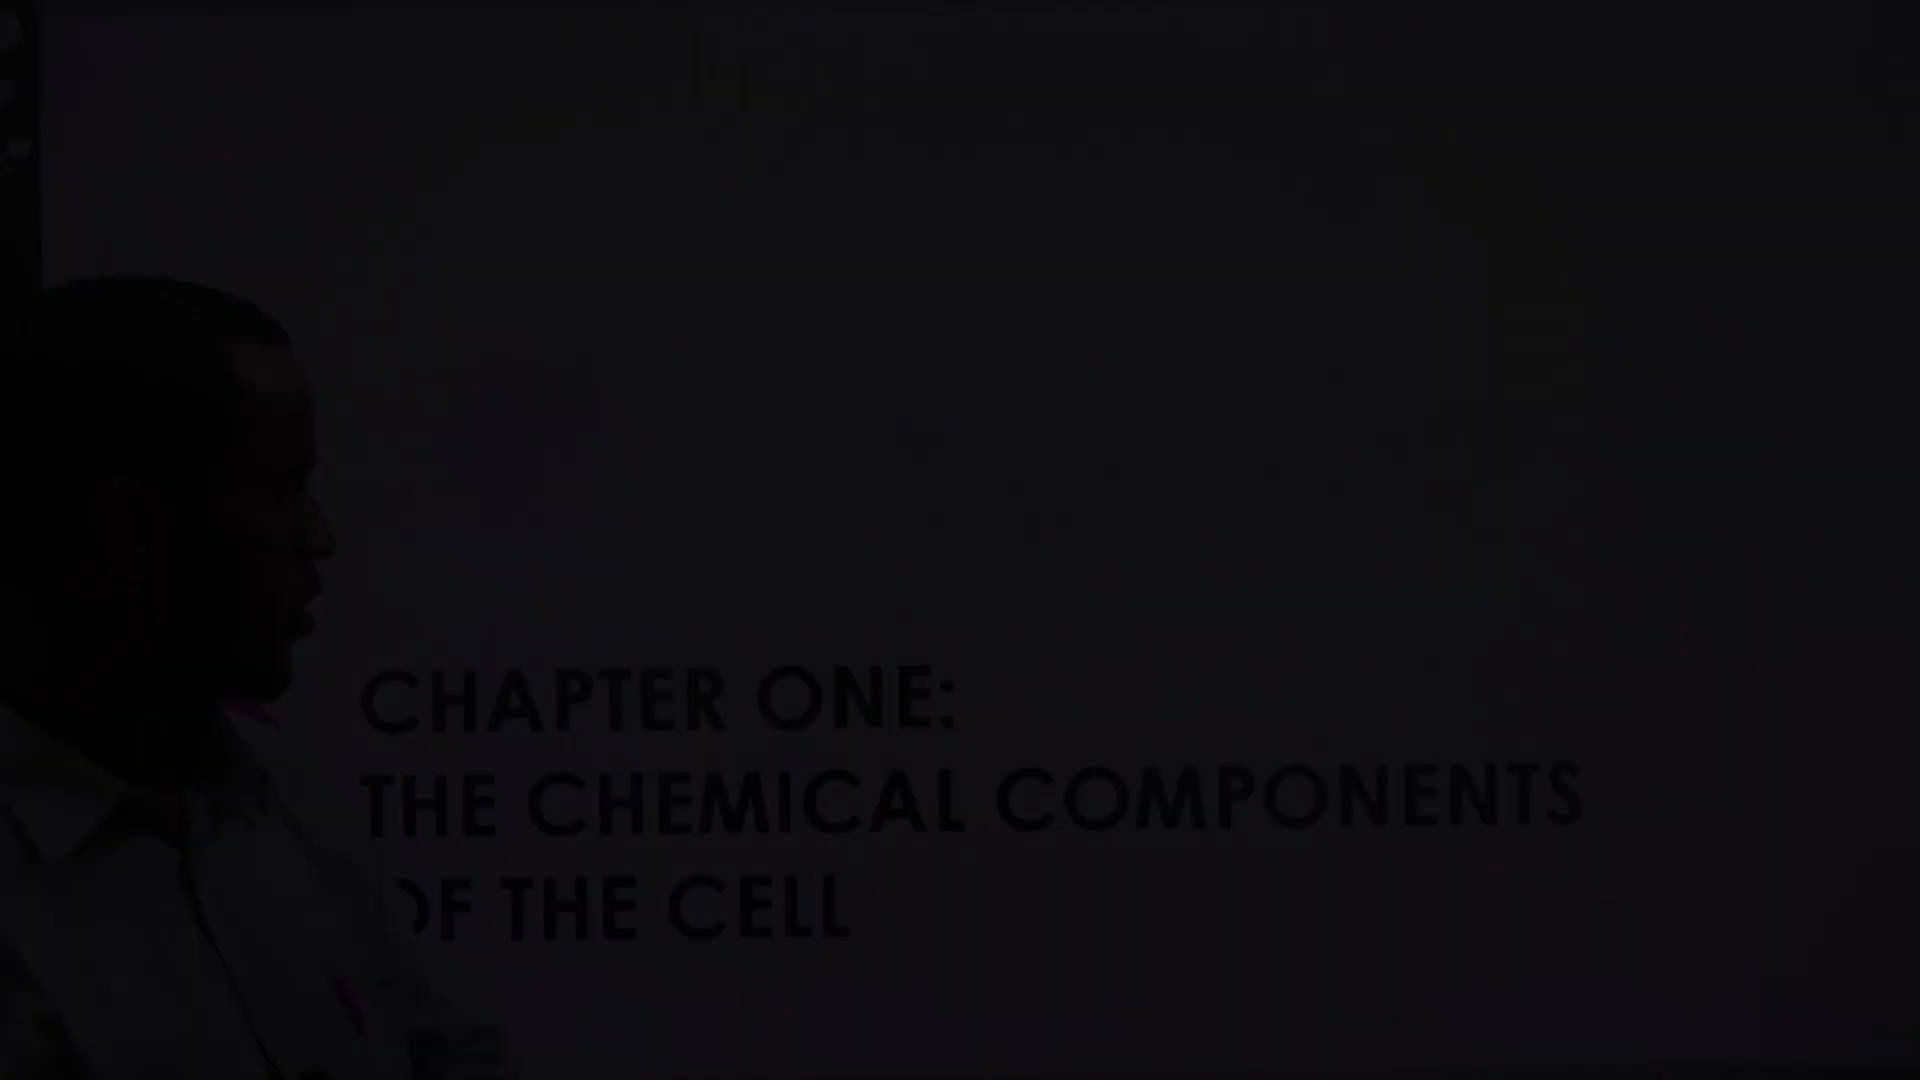 CHAPTER ONE:
THE CHEMICAL COMPONENTS
OF THE CELL